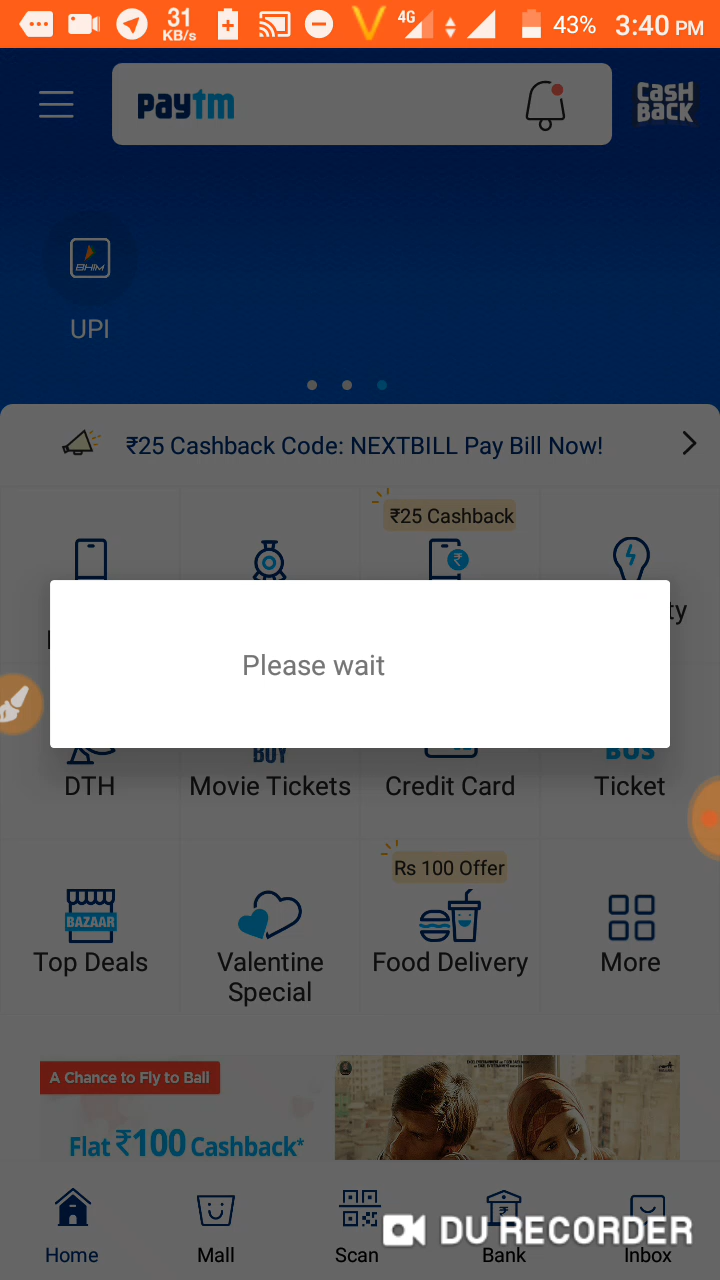 31
KB/s
4G
43%
3:40 PM
paytm
CASH
BACK
BHIM
UPI
₹25 Cashback Code: NEXTBILL Pay Bill Now!
₹25 Cashback
ty
Please wait
BUY
BUS
DTH
Movie Tickets
Credit Card
Ticket
Rs 100 Offer
BAZAAR
Top Deals
Valentine
Special
Food Delivery
More
A Chance to Fly to Ball
Flat ₹100 Cashback*
Home
Mall
Scan
Bank
Inbox
DU RECORDER